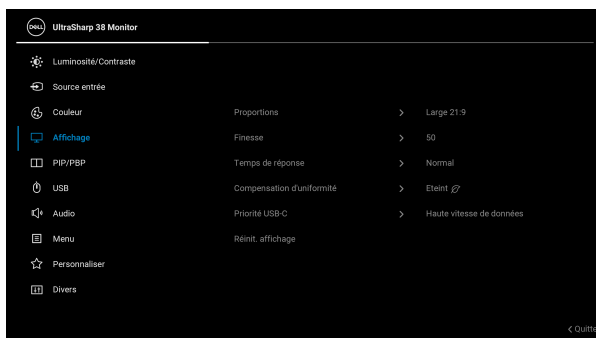 DELL UltraSharp 38 Monitor
Luminosité/Contraste
Source entrée
Couleur Proportions Large 21:9
Affichage Finesse 50
PIP/PBP Temps de réponse Normal
USB Compensation d'uniformité Eteint
Audio Priorité USB-C Haute vitesse de données
Menu Réinit. affichage
Personnaliser
Divers
Quitte